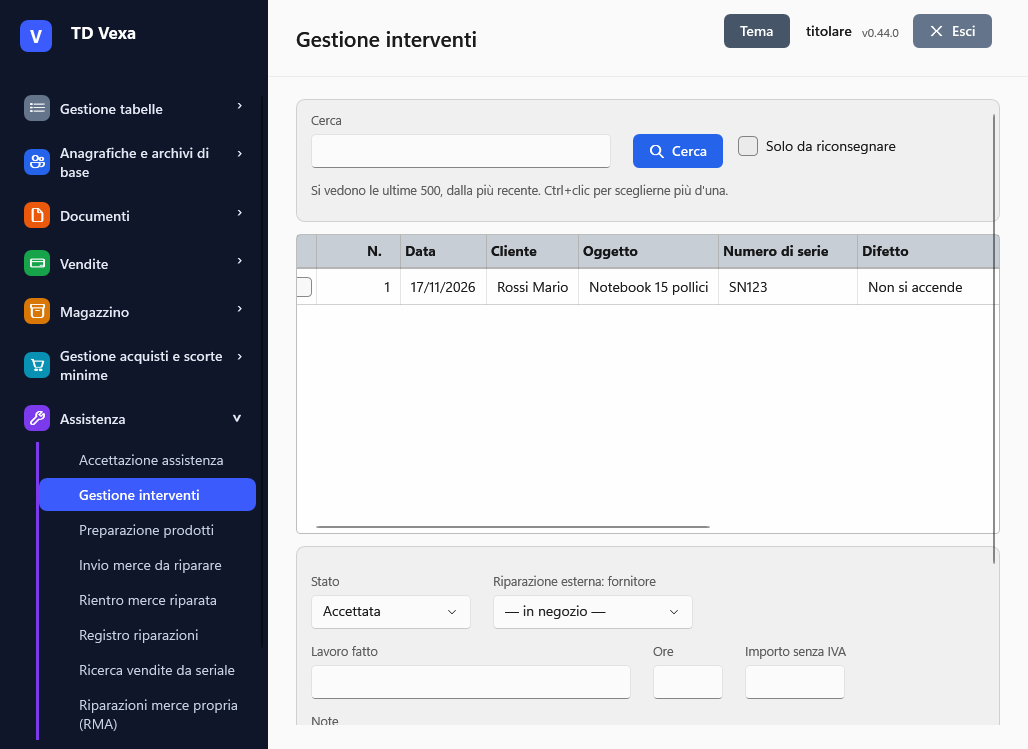 V
TD Vexa
Gestione tabelle
Anagrafiche e archivi di
base
Documenti
Vendite
Magazzino
Gestione acquisti e scorte
minime
Assistenza
Accettazione assistenza
Gestione interventi
Preparazione prodotti
Invio merce da riparare
Rientro merce riparata
Registro riparazioni
Ricerca vendite da seriale
Riparazioni merce propria
(RMA)
Gestione interventi
Tema
titolare
v0.44.0
Esci
Cerca
Cerca
Solo da riconsegnare
Si vedono le ultime 500, dalla più recente. Ctrl+clic per sceglierne più d'una.
N. Data Cliente Oggetto Numero di serie Difetto
1 17/11/2026 Rossi Mario Notebook 15 pollici SN123 Non si accende
Stato Riparazione esterna: fornitore
Accettata — in negozio —
Lavoro fatto Ore Importo senza IVA
Note